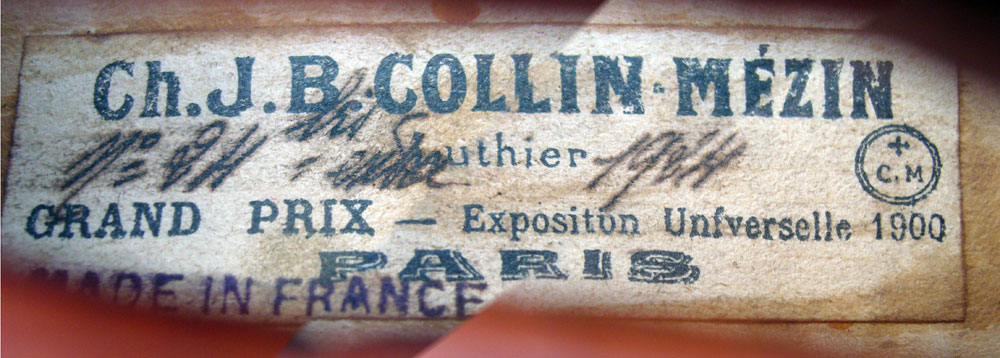 Ch. J. B. COLLIN-MÉZIN
Luthier
C. M
GRAND PRIX — Expositon Unfverselle 1900
PARIS
MADE IN FRANCE